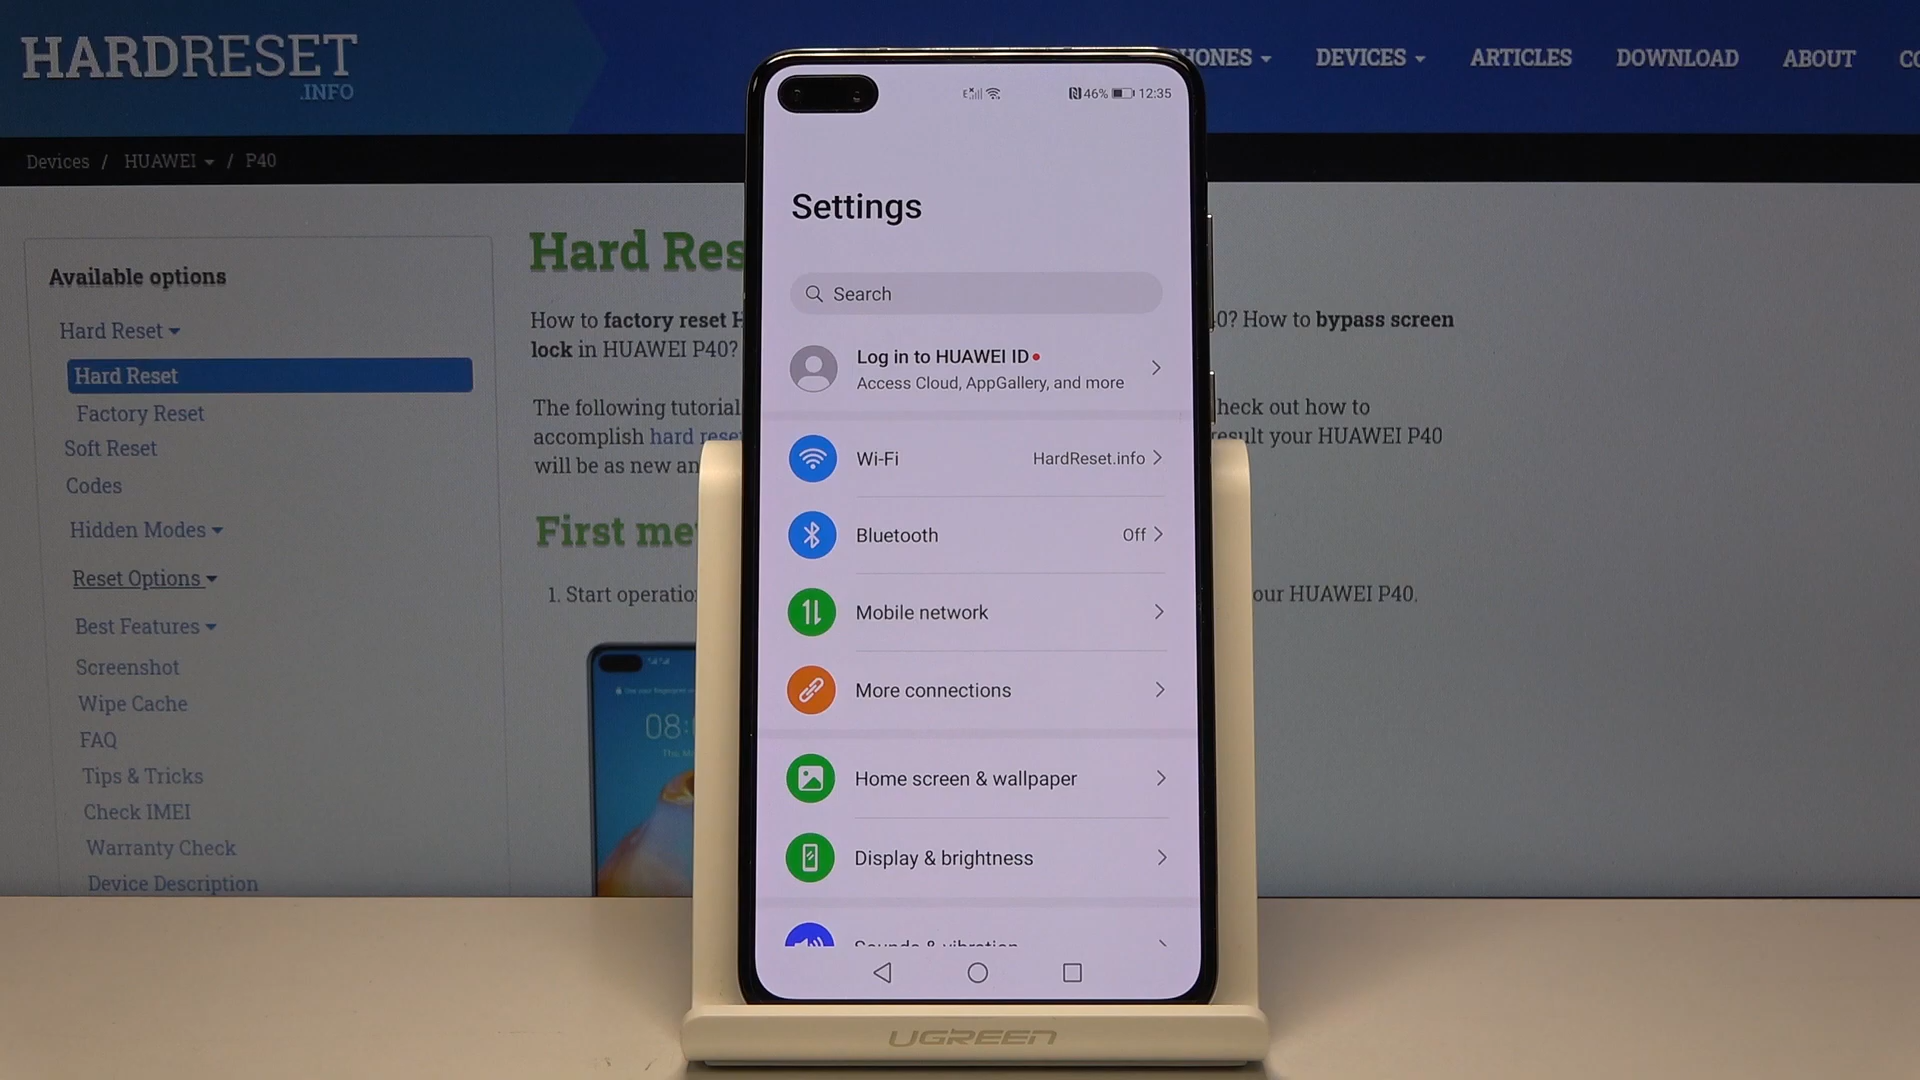 HARDRESET
.INFO
HONES
DEVICES
ARTICLES
DOWNLOAD
ABOUT
Devices / HUAWEI / P40
Available options
Hard Reset
Hard Reset
Factory Reset
Soft Reset
Codes
Hidden Modes
Reset Options
Best Features
Screenshot
Wipe Cache
FAQ
Tips & Tricks
Check IMEI
Warranty Check
Device Description
Hard Res
How to factory reset H
0? How to bypass screen
lock in HUAWEI P40?
The following tutorial
heck out how to
accomplish hard reset
result your HUAWEI P40
will be as new an
First me
1. Start operatio
our HUAWEI P40.
08:
46% 12:35
Settings
Search
Log in to HUAWEI ID
Access Cloud, AppGallery, and more
Wi-Fi HardReset.info
Bluetooth Off
Mobile network
More connections
Home screen & wallpaper
Display & brightness
Sounds & vibration
UGREEN